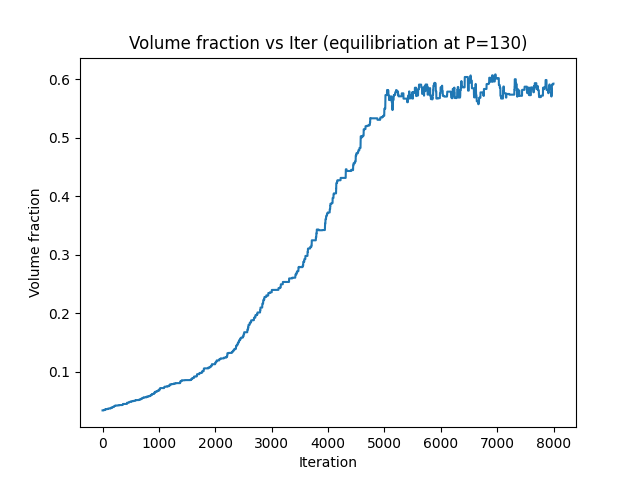 Volume fraction vs Iter (equilibriation at P=130)
0.6
0.5
0.4
0.3
0.2
0.1
Volume fraction
0 1000 2000 3000 4000 5000 6000 7000 8000
Iteration